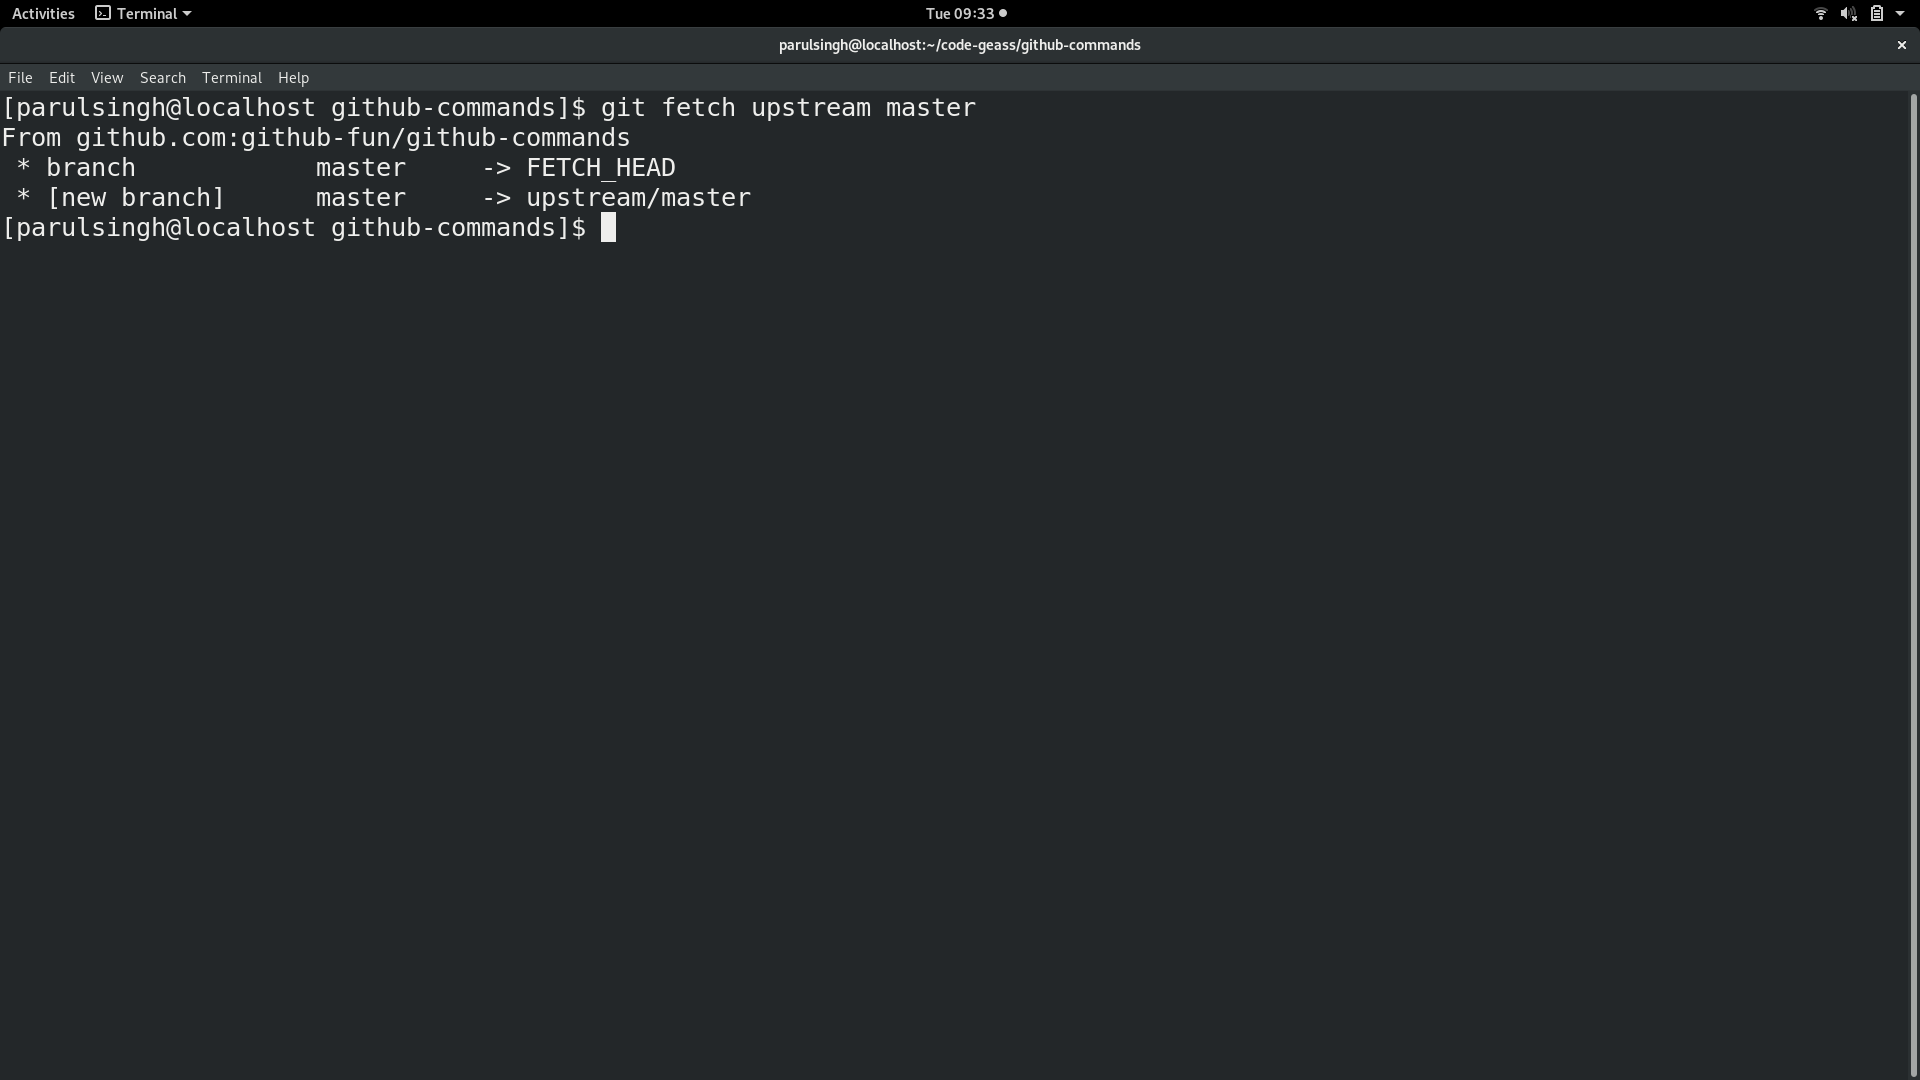 Activities Terminal Tue 09:33
parulsingh@localhost:~/code-geass/github-commands
File Edit View Search Terminal Help
[parulsingh@localhost github-commands]$ git fetch upstream master
From github.com:github-fun/github-commands
 * branch            master     -> FETCH_HEAD
 * [new branch]      master     -> upstream/master
[parulsingh@localhost github-commands]$